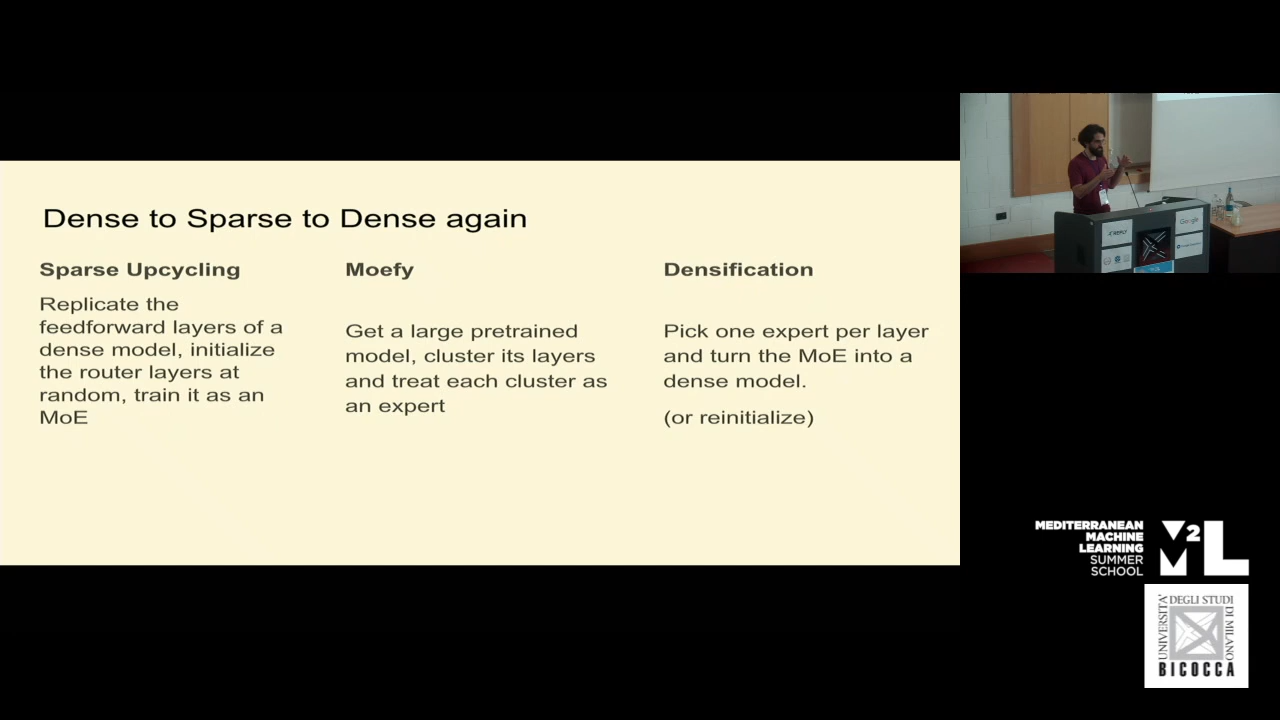 Dense to Sparse to Dense again
Sparse Upcycling
Replicate the
feedforward layers of a
dense model, initialize
the router layers at
random, train it as an
MoE
Moefy
Get a large pretrained
model, cluster its layers
and treat each cluster as
an expert
Densification
Pick one expert per layer
and turn the MoE into a
dense model.
(or reinitialize)
Google
MEDITERRANEAN
MACHINE
LEARNING
SUMMER
SCHOOL
M2L
UNIVERSITA'
DEGLI STUDI
DI MILANO
BICOCCA